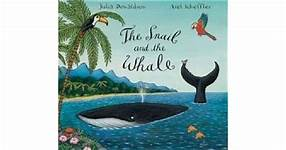 Julia Donaldson Axel Scheffler
The Snail
and the
Whale